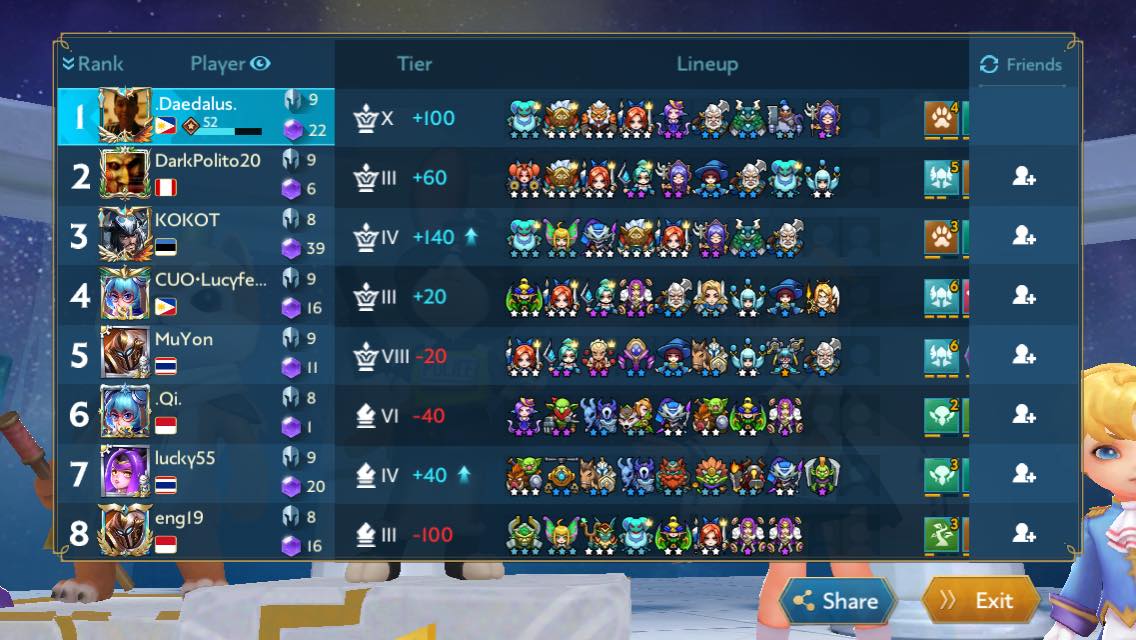 Rank Player Tier Lineup Friends
1 .Daedalus. 52 9 22 X +100 4
2 DarkPolito20 9 6 III +60 5
3 KOKOT 8 39 IV +140 3
4 CUO•Lucyfe... 9 16 III +20 6
5 MuYon 9 11 VIII -20 6
6 .Qi. 8 1 VI -40 2
7 lucky55 9 20 IV +40 3
8 eng19 8 16 III -100 3
Share Exit